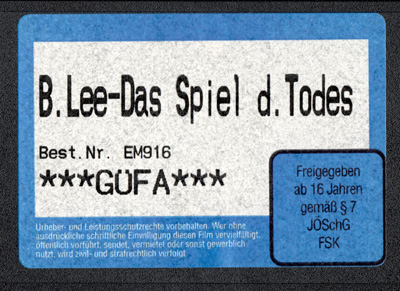 B.Lee-Das Spiel d.Todes
Best.Nr. EM916
***GUFA***
Freigegeben
ab 16 Jahren
gemäß § 7
JÖSchG
FSK
Urheber- und Leistungsschutzrechte vorbehalten. Wer ohne
ausdrückliche schriftliche Einwilligung diesen Film vervielfältigt,
öffentlich vorführt, sendet, vermietet oder sonst gewerblich
nutzt, wird zivil- und strafrechtlich verfolgt.